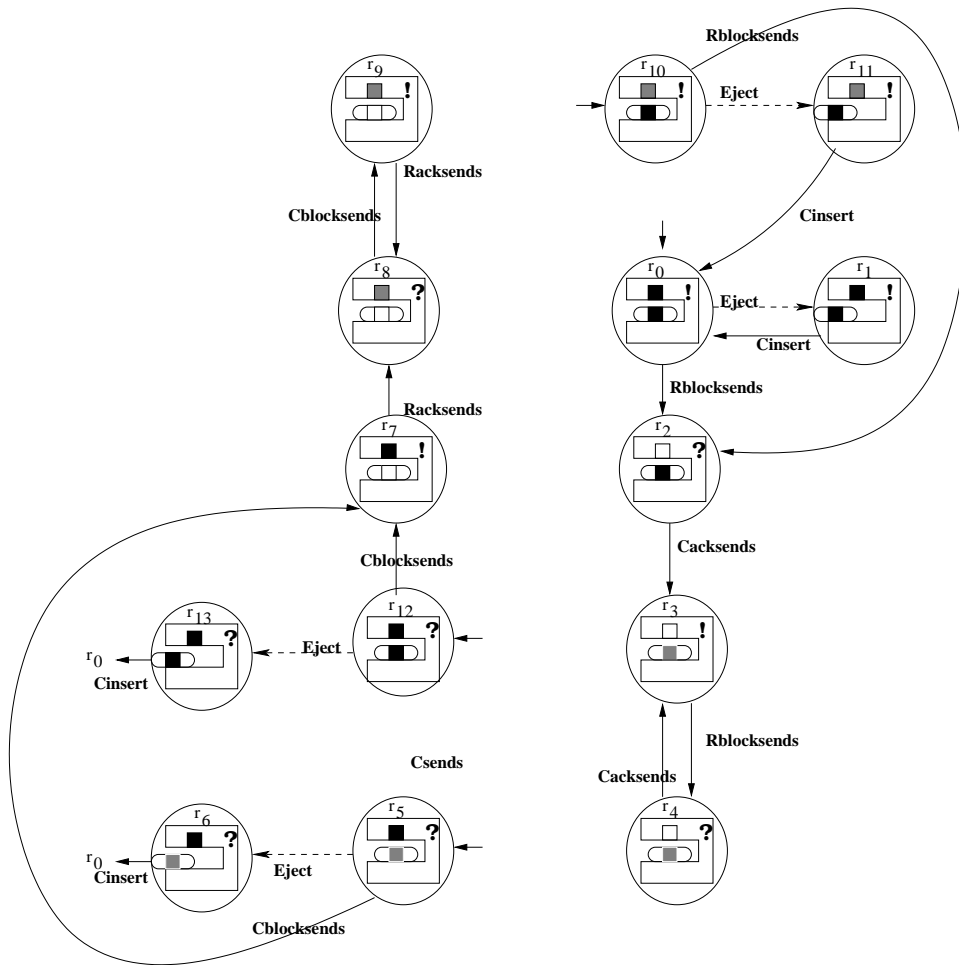 Rblocksends
r9
!
r10
!
Eject
r11
!
Racksends
Cblocksends
Cinsert
r8
?
r0
!
Eject
r1
!
Cinsert
Racksends
Rblocksends
r7
!
r2
?
Cblocksends
Cacksends
r13
?
r12
?
r3
!
r0
Eject
Cinsert
Rblocksends
Csends
Cacksends
r6
?
r5
?
r4
?
r0
Eject
Cinsert
Cblocksends